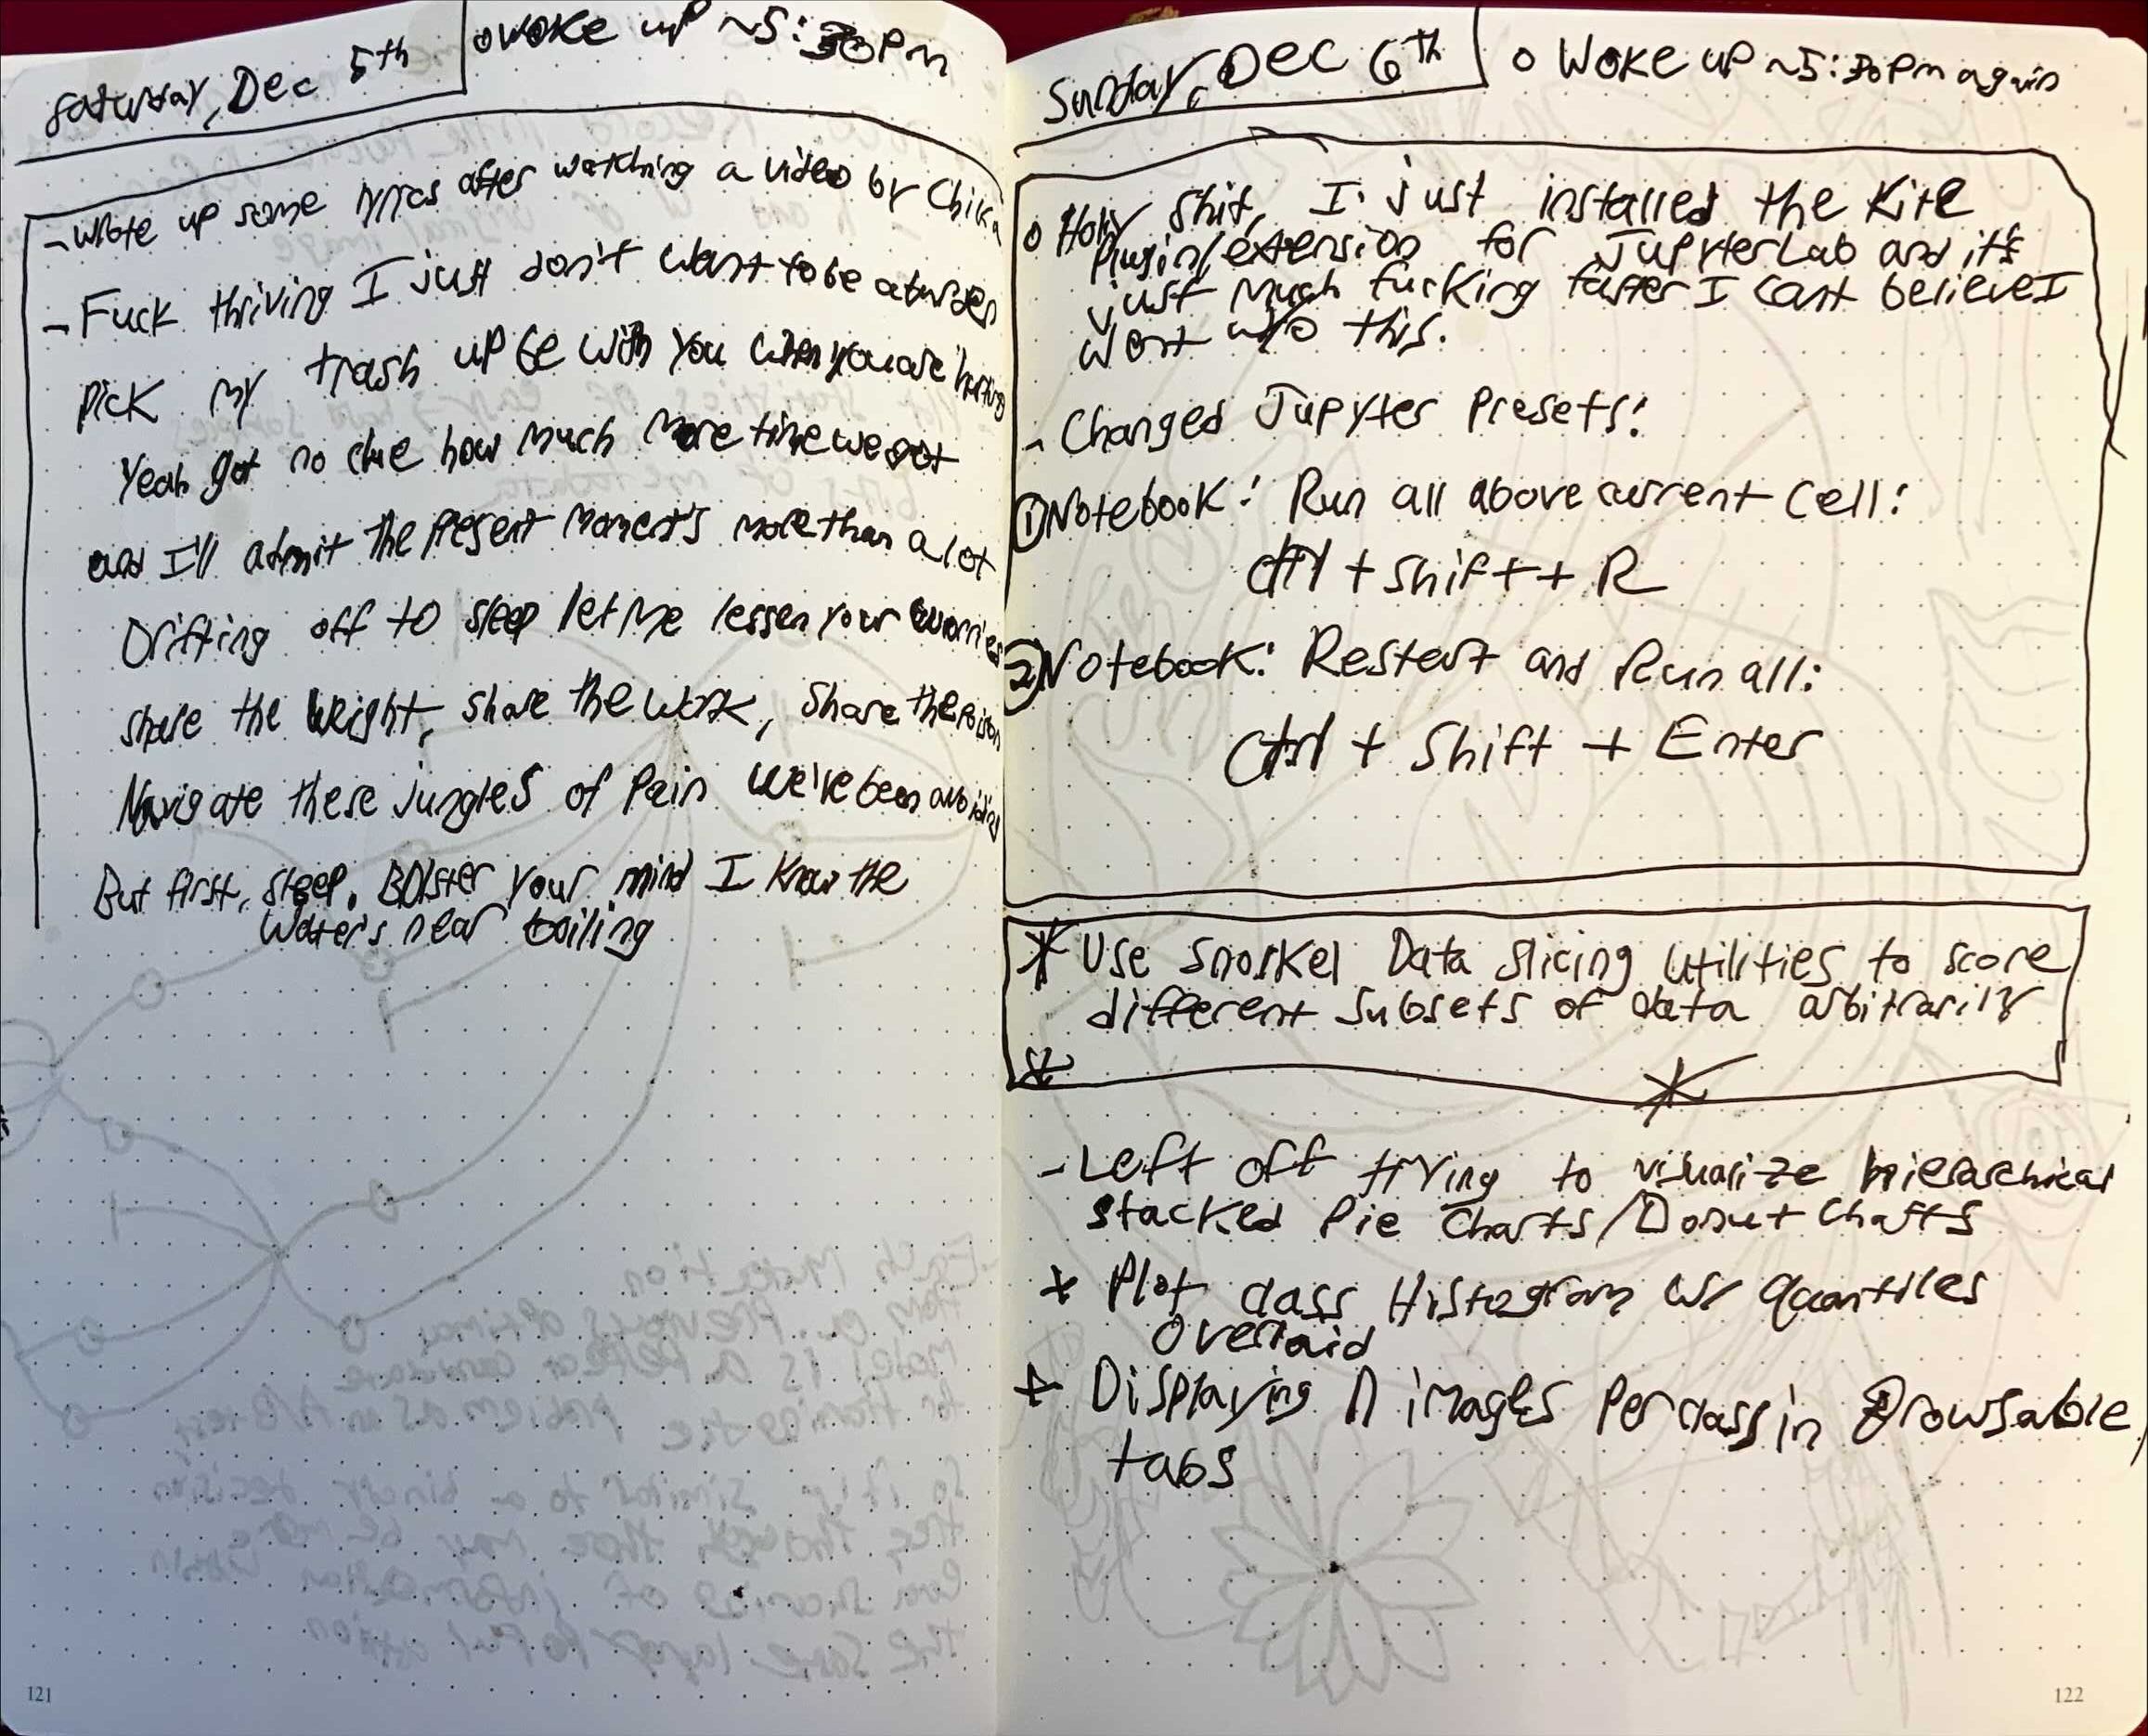 Saturday, Dec 5th
o Woke up ~5:30pm
- Wrote up some lyrics after watching a video by Chika
- Fuck thriving I just don't want to be a burden
Pick my trash up be with you when you are hurting
Yeah got no clue how much more time we got
and I'll admit the present moment's more than a lot
Drifting off to sleep let me lessen your worries
share the weight, share the work, share the poison
Navigate these jungles of pain we've been avoiding
But first, sleep. Bolster your mind I know the
water's near boiling
121
Sunday, Dec 6th
o Woke up ~5:30pm again
o Holy shit, I just installed the Kite
Plugin/extension for JupyterLab and it's
just much fucking faster I cant believe I
went w/o this.
- Changed Jupyter Presets:
① Notebook: Run all above current Cell:
Ctrl + Shift + R
② Notebook: Restart and Run all:
Ctrl + Shift + Enter
* Use Snorkel Data slicing utilities to score
different subsets of data arbitrarily
*
*
- Left off trying to visualize hierarchical
stacked Pie Charts/Donut Charts
* Plot class Histogram w/ Quantiles
overlaid
* Displaying n images per class in Browsable
tabs
122